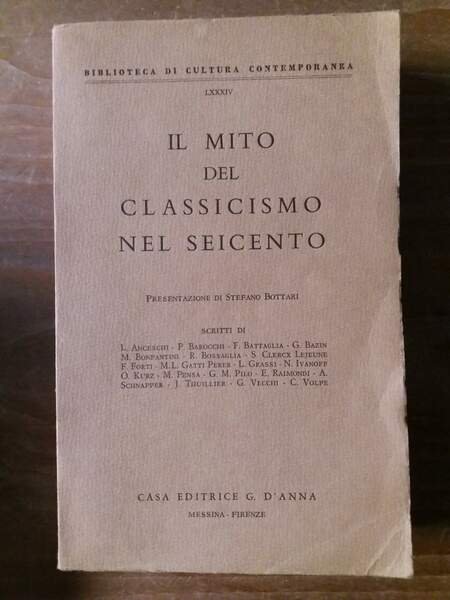 BIBLIOTECA DI CULTURA CONTEMPORANEA
LXXXIV
IL MITO
DEL
CLASSICISMO
NEL SEICENTO
PRESENTAZIONE DI STEFANO BOTTARI
SCRITTI DI
L. ANCESCHI - P. BAROCCHI - F. BATTAGLIA - G. BAZIN
M. BONFANTINI - R. BOSSAGLIA - S. CLERCX LEJEUNE
F. FORTI - M.L. GATTI PERER - L. GRASSI - N. IVANOFF
O. KURZ - M. PENSA - G. M. PILO - E. RAIMONDI - A.
SCHNAPPER - J. THUILLIER - G. VECCHI - C. VOLPE
CASA EDITRICE G. D'ANNA
MESSINA - FIRENZE